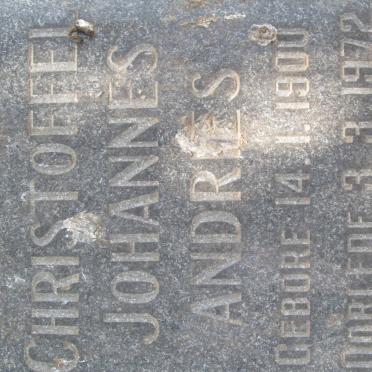 CHRISTOFFEL
JOHANNES
ANDRIES
GEBORE 14.1.1900
OORLEDE 3.3.1972